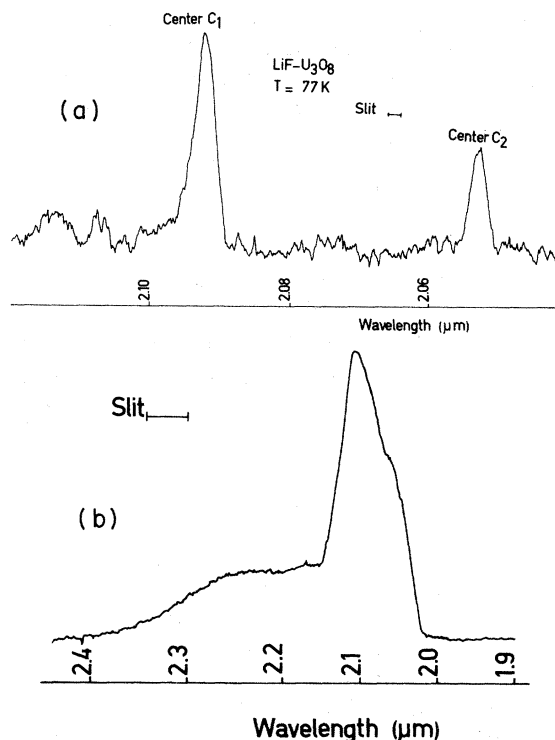 Center C1
LiF-U3O8
T = 77 K
(a)
Slit
Center C2
2.10
2.08
2.06
Wavelength (µm)
Slit
(b)
2.4
2.3
2.2
2.1
2.0
1.9
Wavelength (µm)